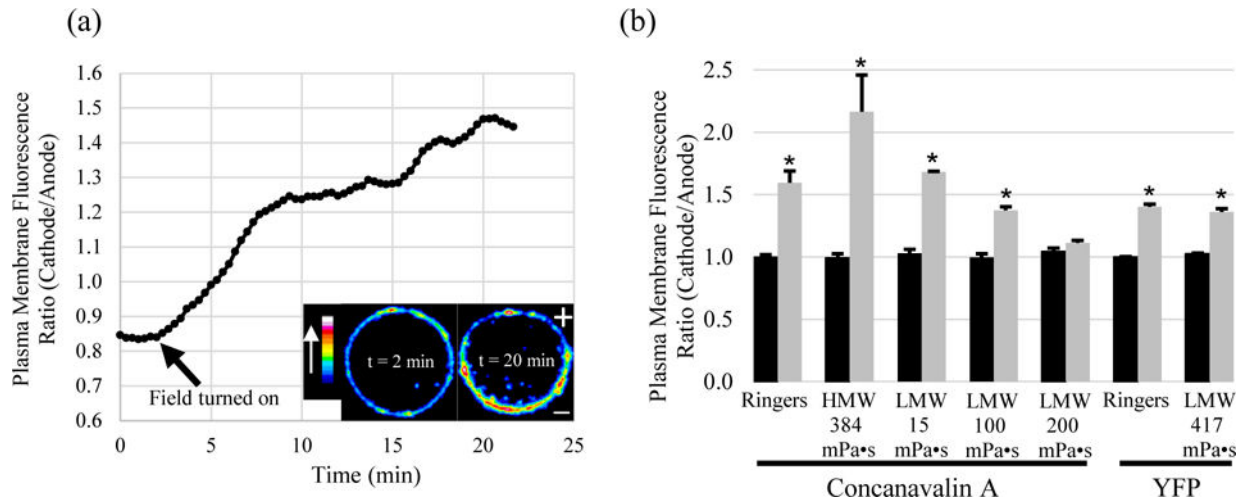 (a)
Plasma Membrane Fluorescence
Ratio (Cathode/Anode)
1.6
1.5
1.4
1.3
1.2
1.1
1.0
0.9
0.8
0.7
0.6
Field turned on
t = 2 min
t = 20 min
+
−
0
5
10
15
20
25
Time (min)
(b)
Plasma Membrane Fluorescence
Ratio (Cathode/Anode)
2.5
2.0
1.5
1.0
0.5
0.0
*
*
*
*
*
*
Ringers
HMW
384
mPa•s
LMW
15
mPa•s
LMW
100
mPa•s
LMW
200
mPa•s
Ringers
LMW
417
mPa•s
Concanavalin A
YFP